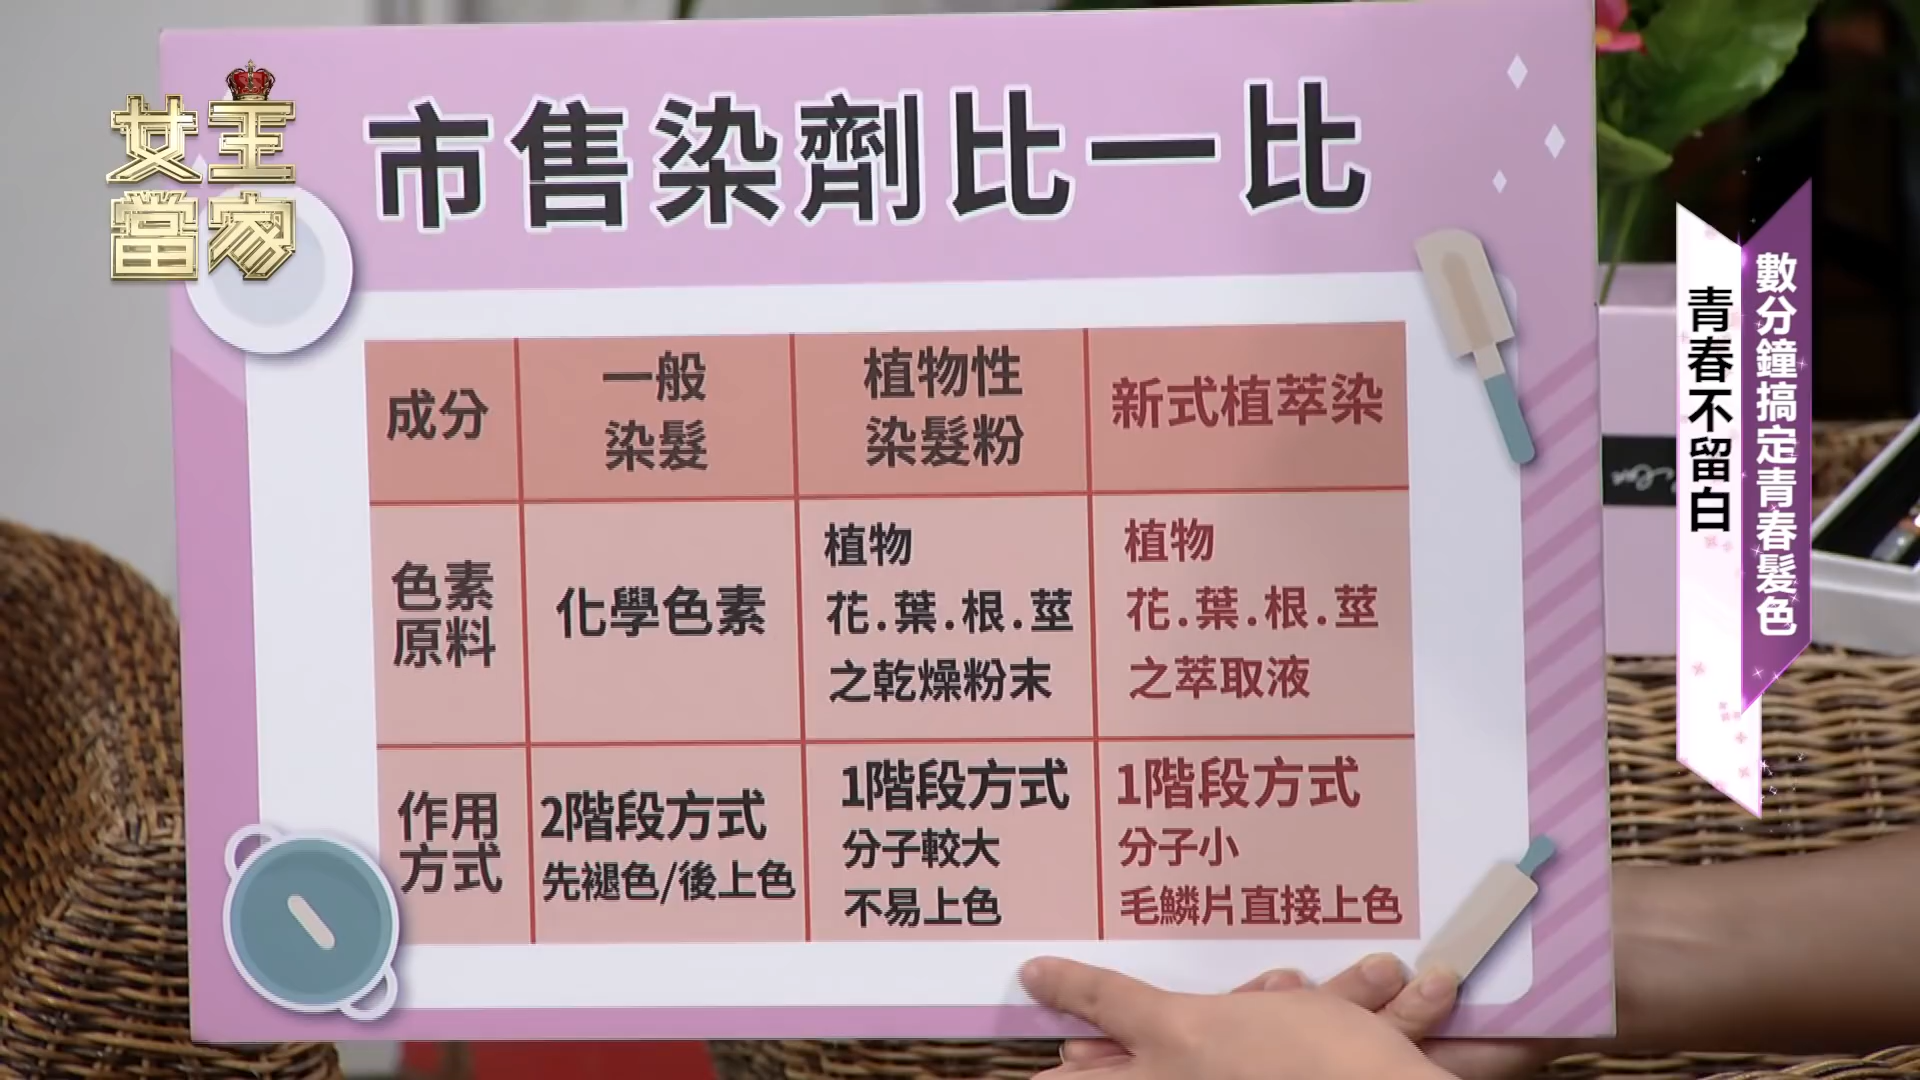 女王
當家
市售染劑比一比
成分
一般
染髮
植物性
染髮粉
新式植萃染
色素
原料
化學色素
植物
花.葉.根.莖
之乾燥粉末
植物
花.葉.根.莖
之萃取液
作用
方式
2階段方式
先褪色/後上色
1階段方式
分子較大
不易上色
1階段方式
分子小
毛鱗片直接上色
數分鐘搞定青春髮色
青春不留白